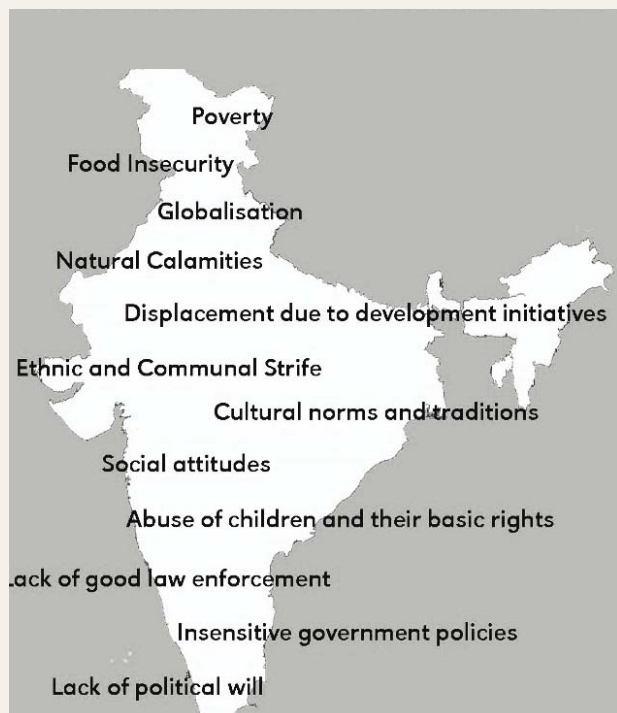 Poverty
Food Insecurity
Globalisation
Natural Calamities
Displacement due to development initiatives
Ethnic and Communal Strife
Cultural norms and traditions
Social attitudes
Abuse of children and their basic rights
Lack of good law enforcement
Insensitive government policies
Lack of political will